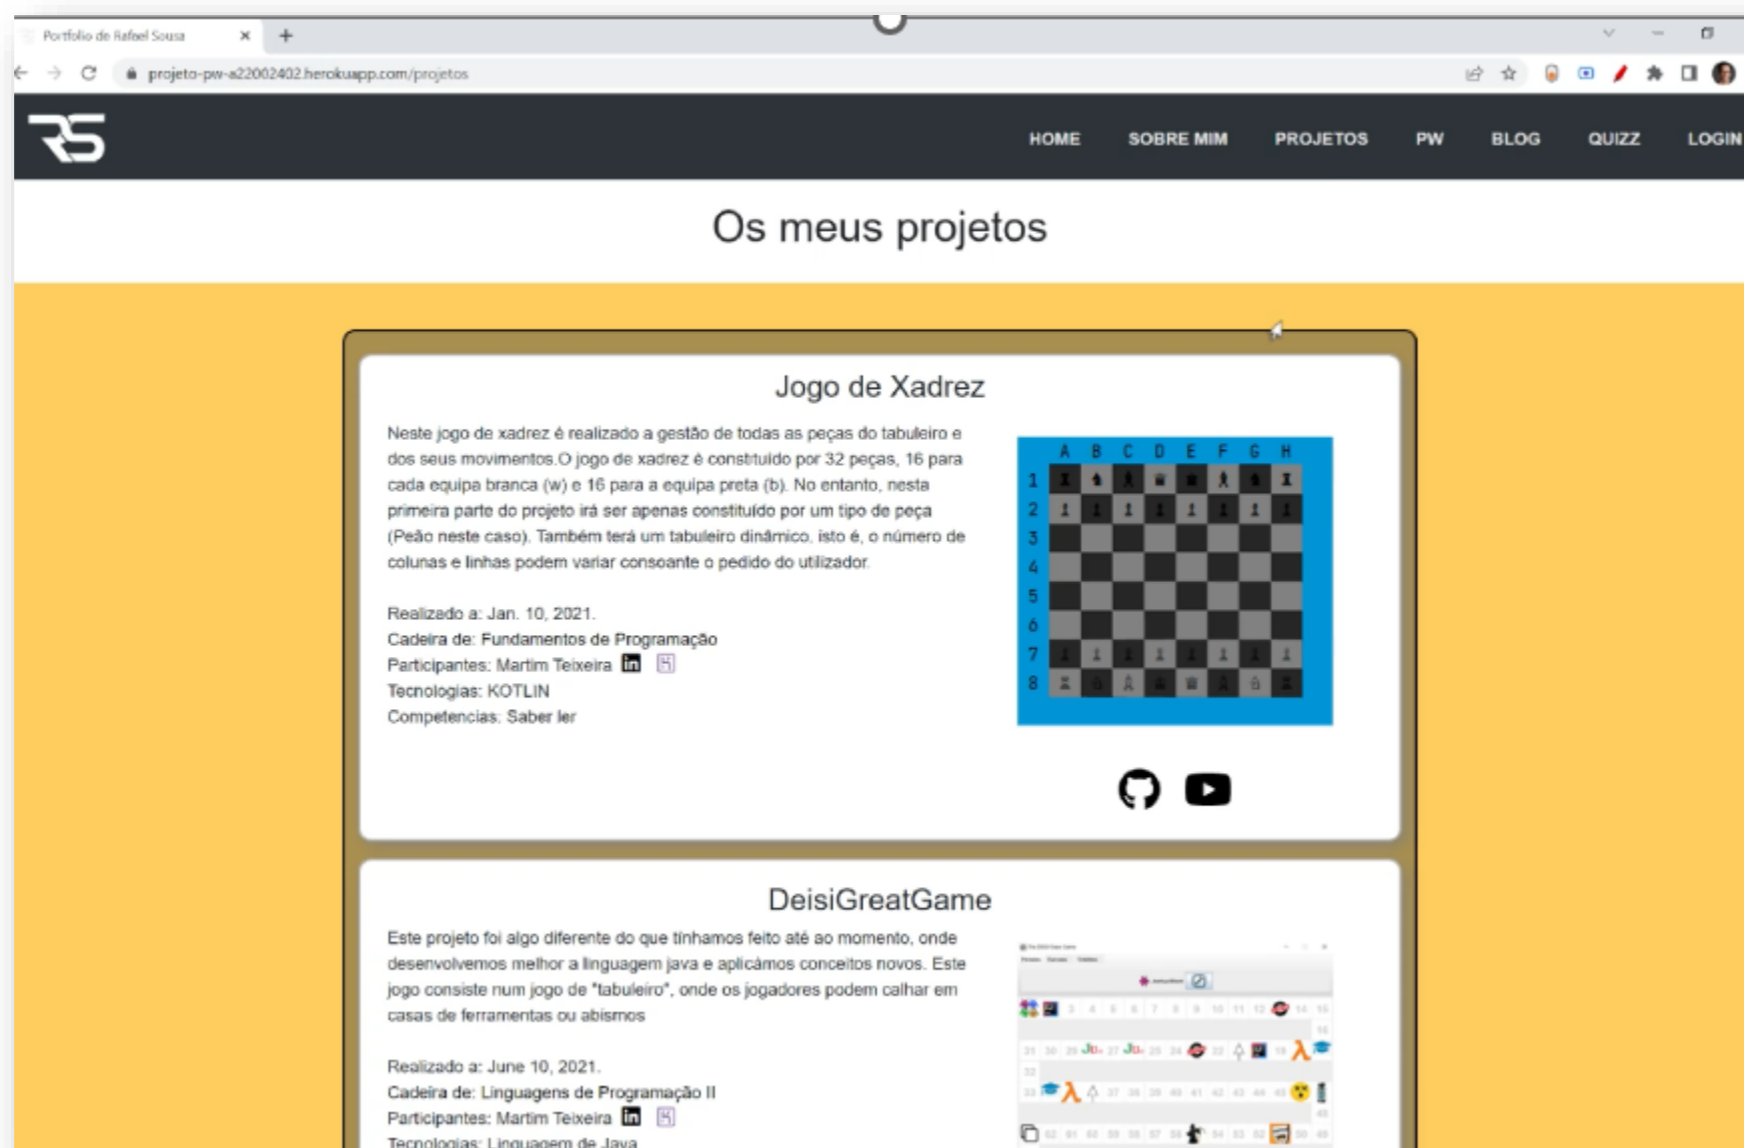 Portfolio de Rafael Sousa
projeto-pw-a22002402.herokuapp.com/projetos
RS
HOME SOBRE MIM PROJETOS PW BLOG QUIZZ LOGIN
Os meus projetos
Jogo de Xadrez
Neste jogo de xadrez é realizado a gestão de todas as peças do tabuleiro e
dos seus movimentos.O jogo de xadrez é constituído por 32 peças, 16 para
cada equipa branca (w) e 16 para a equipa preta (b). No entanto, nesta
primeira parte do projeto irá ser apenas constituído por um tipo de peça
(Peão neste caso). Também terá um tabuleiro dinâmico, isto é, o número de
colunas e linhas podem variar consoante o pedido do utilizador.
Realizado a: Jan. 10, 2021.
Cadeira de: Fundamentos de Programação
Participantes: Martim Teixeira in
Tecnologias: KOTLIN
Competencias: Saber ler
A B C D E F G H
1
2
3
4
5
6
7
8
DeisiGreatGame
Este projeto foi algo diferente do que tínhamos feito até ao momento, onde
desenvolvemos melhor a linguagem java e aplicámos conceitos novos. Este
jogo consiste num jogo de "tabuleiro", onde os jogadores podem calhar em
casas de ferramentas ou abismos
Realizado a: June 10, 2021.
Cadeira de: Linguagens de Programação II
Participantes: Martim Teixeira in
Tecnologias: Linguagem de Java